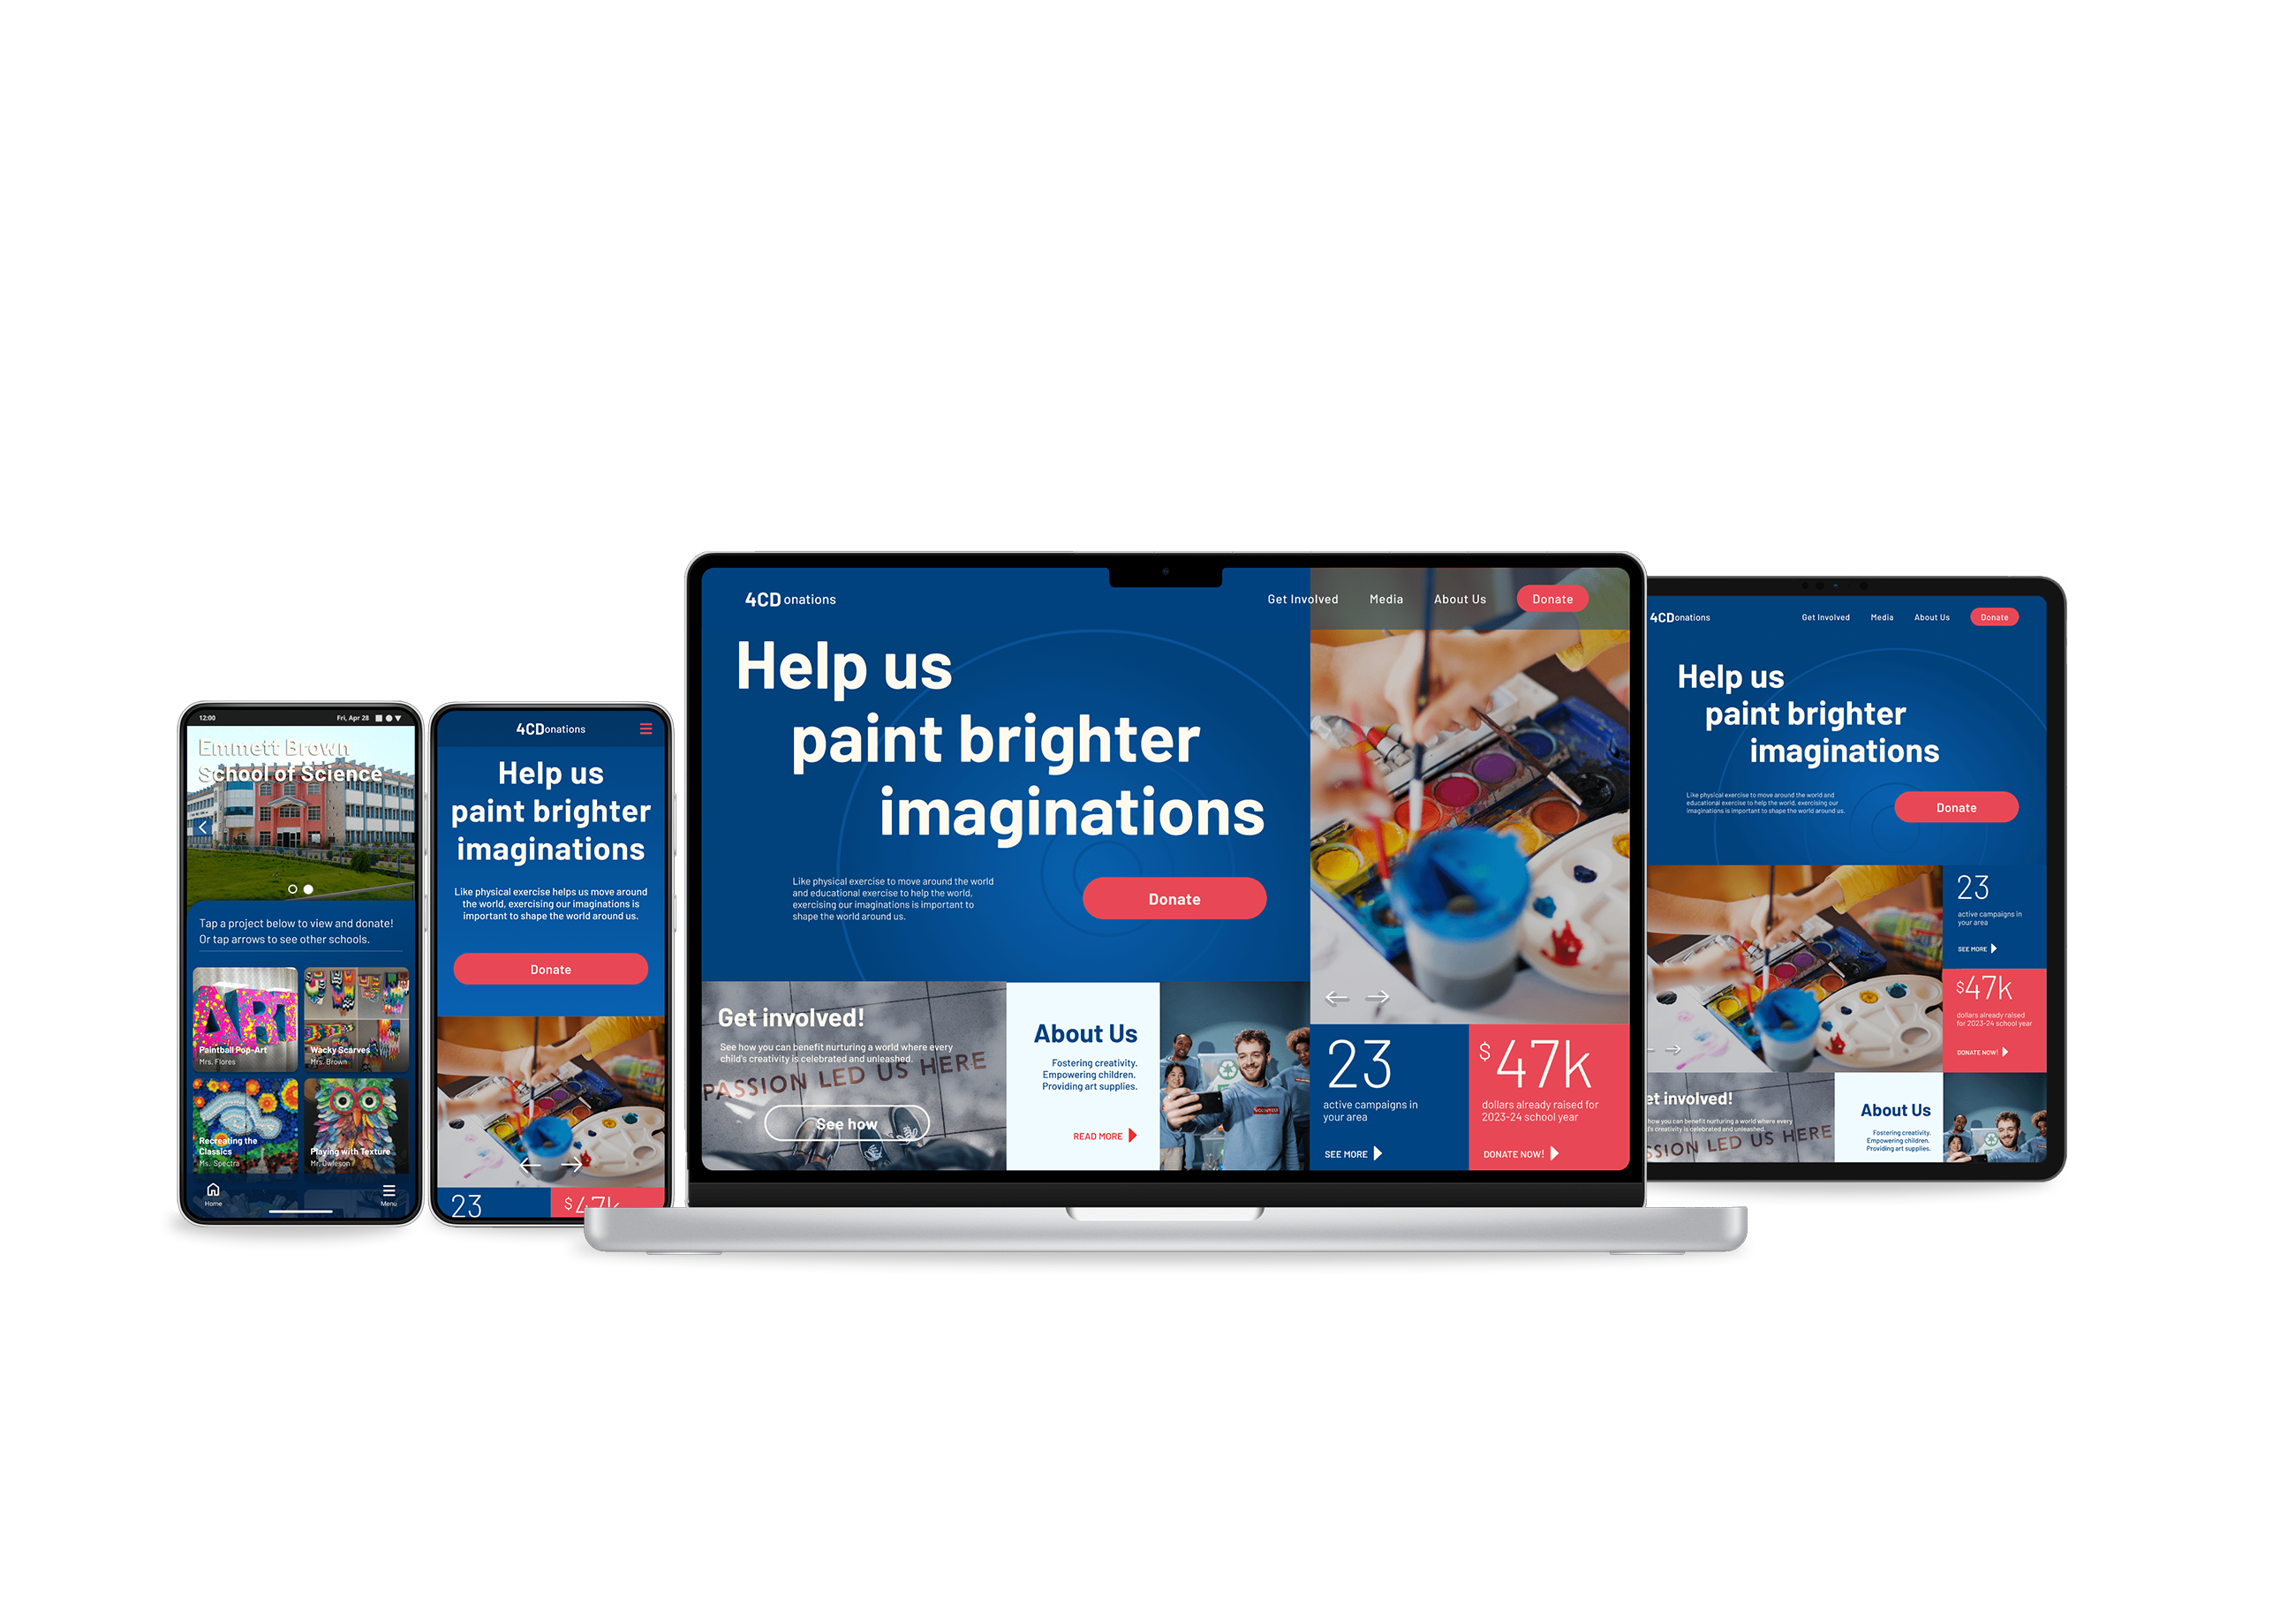 12:00
Fri, Apr 28
Emmett Brown
School of Science
Tap a project below to view and donate!
Or tap arrows to see other schools.
ART
Paintball Pop-Art
Mrs. Flores
Wacky Scarves
Mrs. Brown
Recreating the
Classics
Ms. Spectra
Playing with Texture
Mr. Owleson
Home
Menu
4CDonations
Help us
paint brighter
imaginations
Like physical exercise helps us move around
the world, exercising our imaginations is
important to shape the world around us.
Donate
23
$47k
4CD onations
Get Involved
Media
About Us
Donate
Help us
paint brighter
imaginations
Like physical exercise to move around the world
and educational exercise to help the world,
exercising our imaginations is important to
shape the world around us.
Donate
Get involved!
See how you can benefit nurturing a world where every
child's creativity is celebrated and unleashed.
PASSION LED US HERE
See how
About Us
Fostering creativity.
Empowering children.
Providing art supplies.
READ MORE
VOLUNTEER
23
active campaigns in
your area
SEE MORE
$47k
dollars already raised for
2023-24 school year
DONATE NOW!
4CDonations
Get Involved
Media
About Us
Donate
Help us
paint brighter
imaginations
Like physical exercise to move around the world and
educational exercise to help the world, exercising our
imaginations is important to shape the world around us.
Donate
23
active campaigns in
your area
SEE MORE
$47k
dollars already raised
for 2023-24 school year
DONATE NOW!
et involved!
how you can benefit nurturing a world where every
's creativity is celebrated and unleashed.
SSION LED US HERE
About Us
Fostering creativity.
Empowering children.
Providing art supplies.